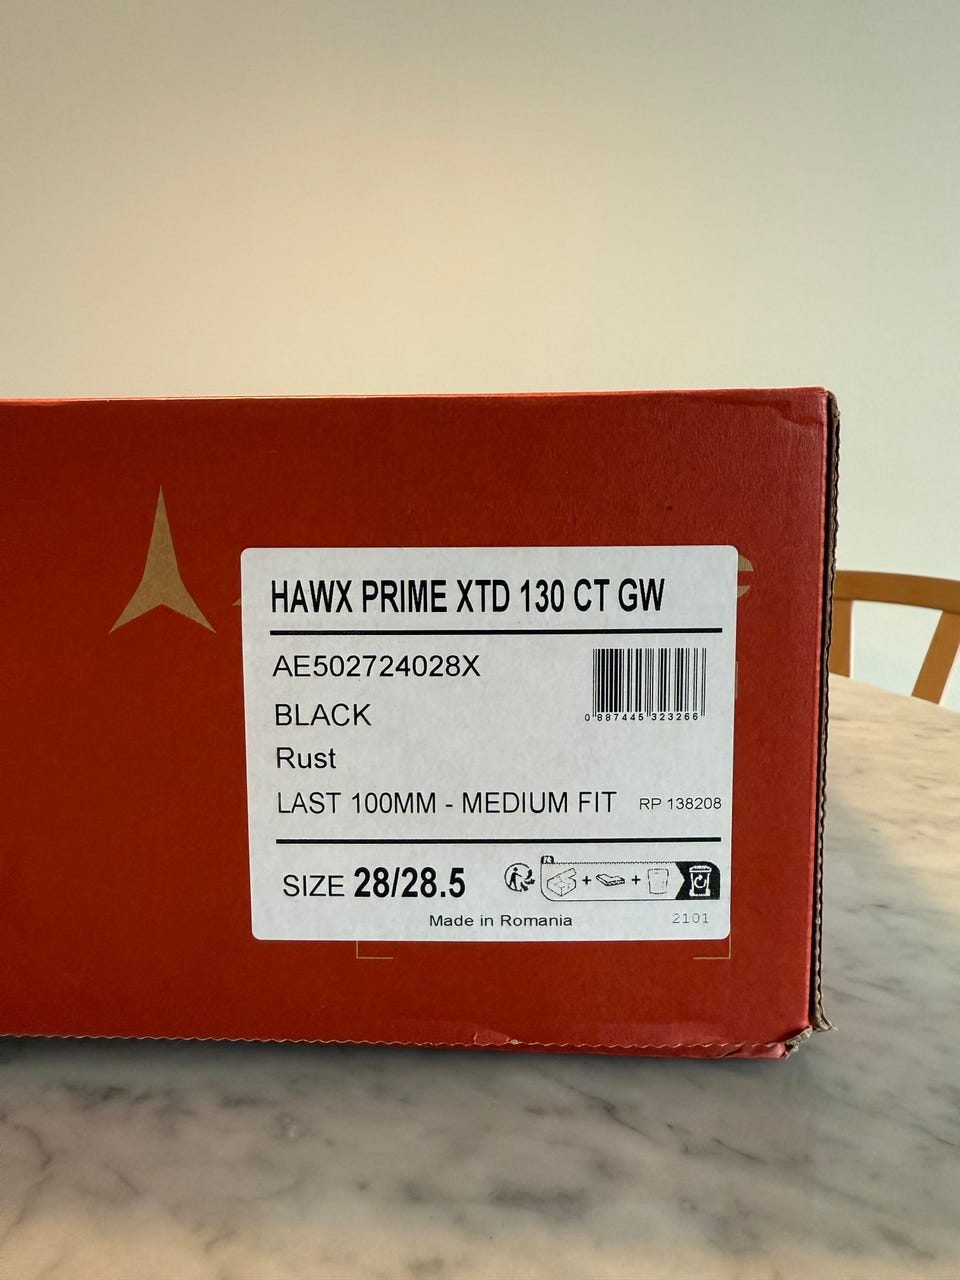 HAWX PRIME XTD 130 CT GW
AE502724028X
0 887445 323266
BLACK
Rust
LAST 100MM - MEDIUM FIT RP 138208
SIZE 28/28.5
FR
Made in Romania 2101